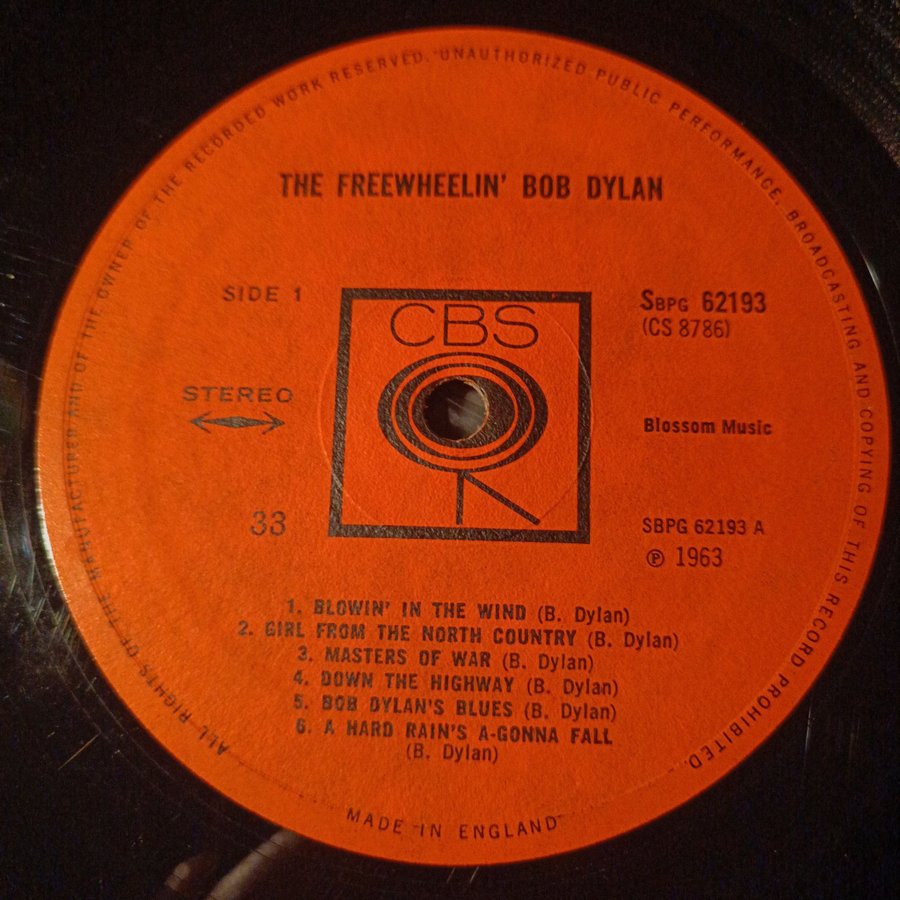 ALL RIGHTS OF THE MANUFACTURER AND OF THE OWNER OF THE RECORDED WORK RESERVED. UNAUTHORIZED PUBLIC PERFORMANCE, BROADCASTING AND COPYING OF THIS RECORD PROHIBITED.
THE FREEWHEELIN' BOB DYLAN
SIDE 1
CBS
SBPG 62193
(CS 8786)
STEREO
Blossom Music
33
SBPG 62193 A
℗ 1963
1. BLOWIN' IN THE WIND (B. Dylan)
2. GIRL FROM THE NORTH COUNTRY (B. Dylan)
3. MASTERS OF WAR (B. Dylan)
4. DOWN THE HIGHWAY (B. Dylan)
5. BOB DYLAN'S BLUES (B. Dylan)
6. A HARD RAIN'S A-GONNA FALL
(B. Dylan)
MADE IN ENGLAND